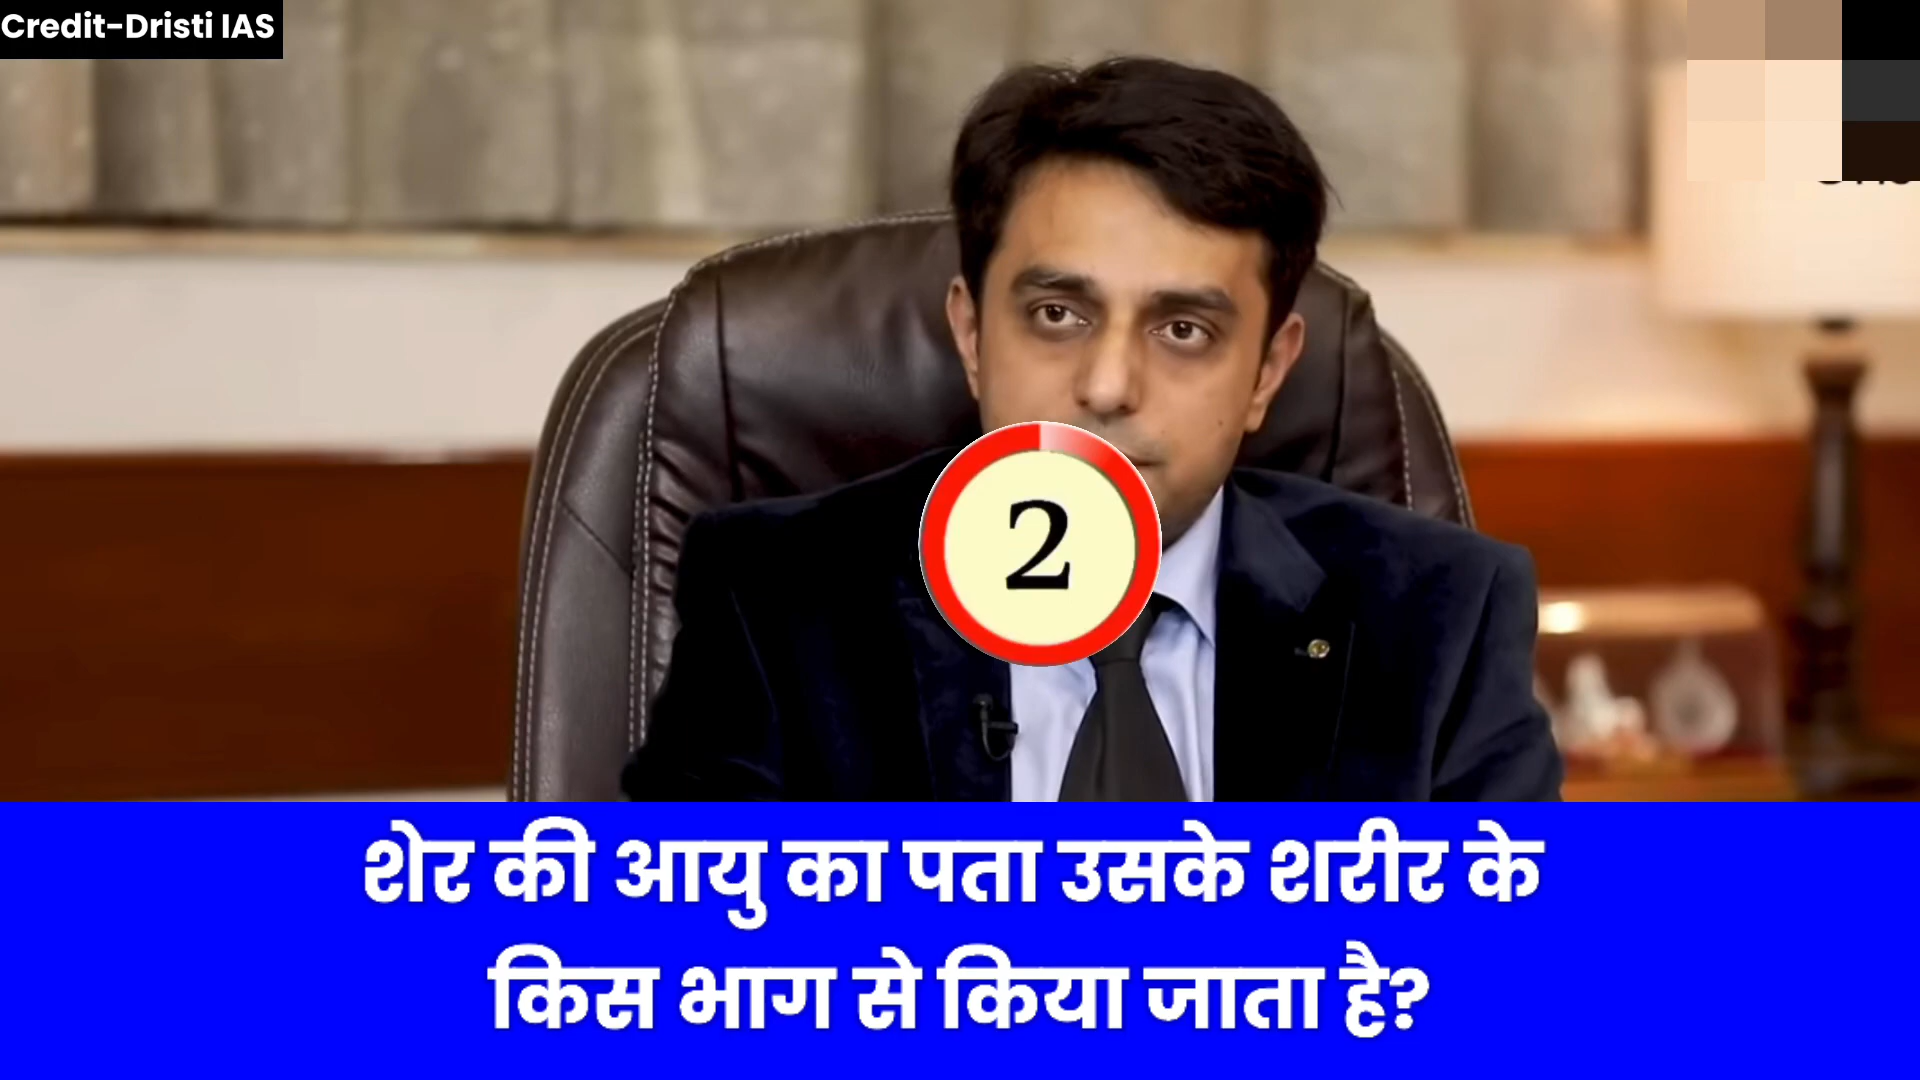 Credit-Dristi IAS
2
शेर की आयु का पता उसके शरीर के
किस भाग से किया जाता है?